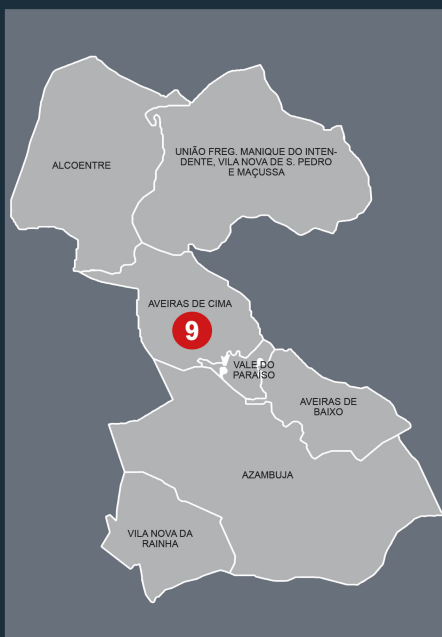 ALCOENTRE
UNIÃO FREG. MANIQUE DO INTEN-
DENTE, VILA NOVA DE S. PEDRO
E MAÇUSSA
AVEIRAS DE CIMA
9
VALE DO
PARAÍSO
AVEIRAS DE
BAIXO
AZAMBUJA
VILA NOVA DA
RAINHA